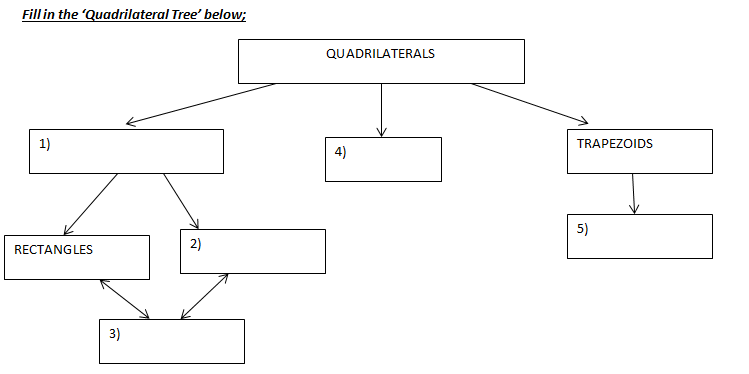 Fill in the ‘Quadrilateral Tree’ below;
QUADRILATERALS
1)
4)
TRAPEZOIDS
RECTANGLES
2)
5)
3)